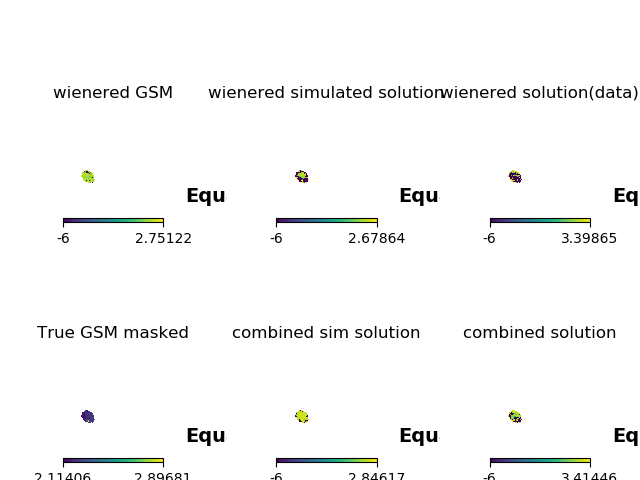 wienered GSM
wienered simulated solution
wienered solution(data)
Equ
Equ
Eq
-6 2.75122
-6 2.67864
-6 3.39865
True GSM masked
combined sim solution
combined solution
Equ
Equ
Eq
2.11406 2.89681
-6 2.84617
-6 3.41446